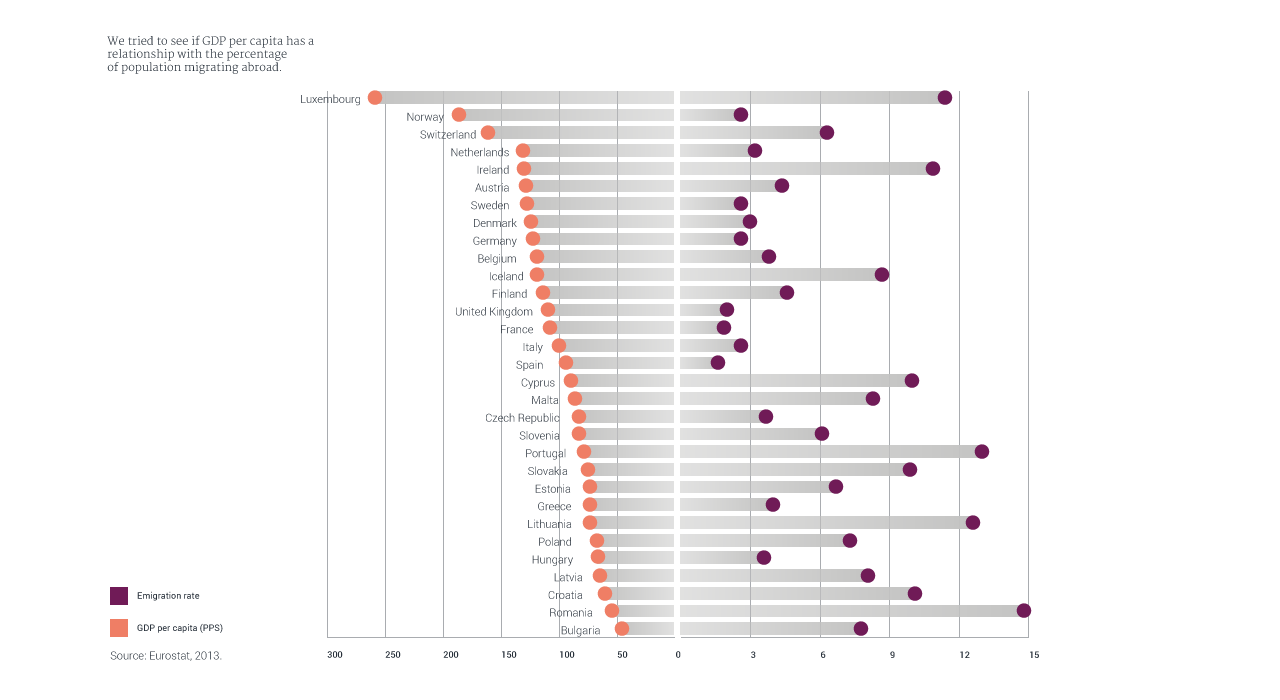 We tried to see if GDP per capita has a
relationship with the percentage
of population migrating abroad.
Luxembourg
Norway
Switzerland
Netherlands
Ireland
Austria
Sweden
Denmark
Germany
Belgium
Iceland
Finland
United Kingdom
France
Italy
Spain
Cyprus
Malta
Czech Republic
Slovenia
Portugal
Slovakia
Estonia
Greece
Lithuania
Poland
Hungary
Latvia
Croatia
Romania
Bulgaria
Emigration rate
GDP per capita (PPS)
Source: Eurostat, 2013.
300 250 200 150 100 50 0 3 6 9 12 15